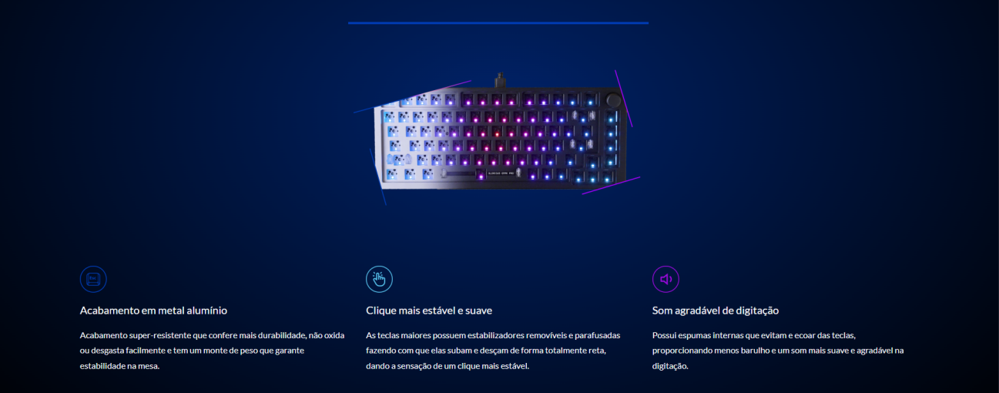 GLORIOUS GMMK PRO
Acabamento em metal alumínio
Acabamento super-resistente que confere mais durabilidade, não oxida
ou desgasta facilmente e tem um monte de peso que garante
estabilidade na mesa.
Clique mais estável e suave
As teclas maiores possuem estabilizadores removíveis e parafusadas
fazendo com que elas subam e desçam de forma totalmente reta,
dando a sensação de um clique mais estável.
Som agradável de digitação
Possui espumas internas que evitam e ecoar das teclas,
proporcionando menos barulho e um som mais suave e agradável na
digitação.